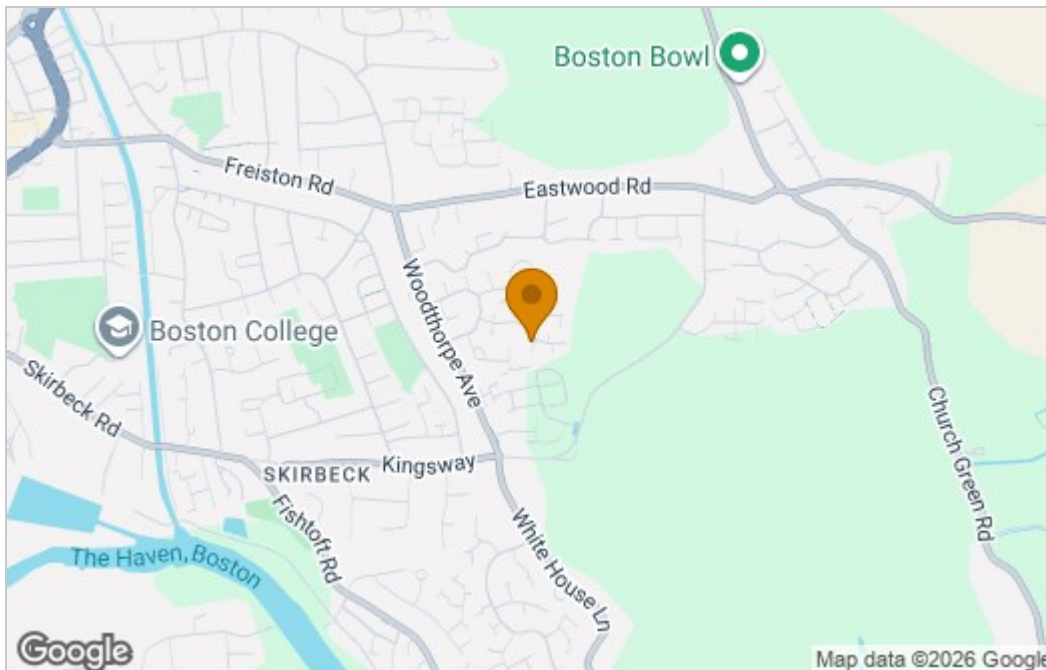 Boston Bowl
Freiston Rd
Eastwood Rd
Woodthorpe Ave
Boston College
Skirbeck Rd
Church Green Rd
SKIRBECK
Kingsway
Fishtoft Rd
White House Ln
The Haven, Boston
Google
Map data ©2026 Google